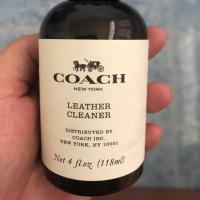 COACH
NEW YORK
LEATHER
CLEANER
DISTRIBUTED BY
COACH INC.
NEW YORK, NY 10001
Net 4 fl.oz. (118ml)